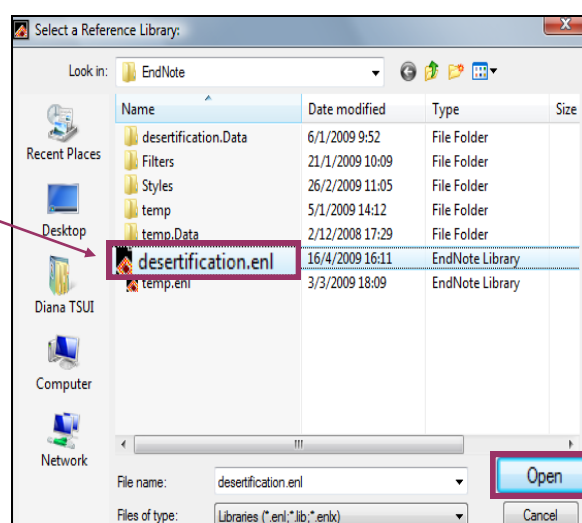 Select a Reference Library:
X
Look in: EndNote
Name Date modified Type Size
desertification.Data 6/1/2009 9:52 File Folder
Filters 21/1/2009 10:09 File Folder
Styles 26/2/2009 11:05 File Folder
temp 5/1/2009 14:12 File Folder
temp.Data 2/12/2008 17:29 File Folder
desertification.enl 16/4/2009 16:11 EndNote Library
temp.enl 3/3/2009 18:09 EndNote Library
Recent Places
Desktop
Diana TSUI
Computer
Network
File name: desertification.enl Open
Files of type: Libraries (*.enl;*.lib;*.enlx) Cancel